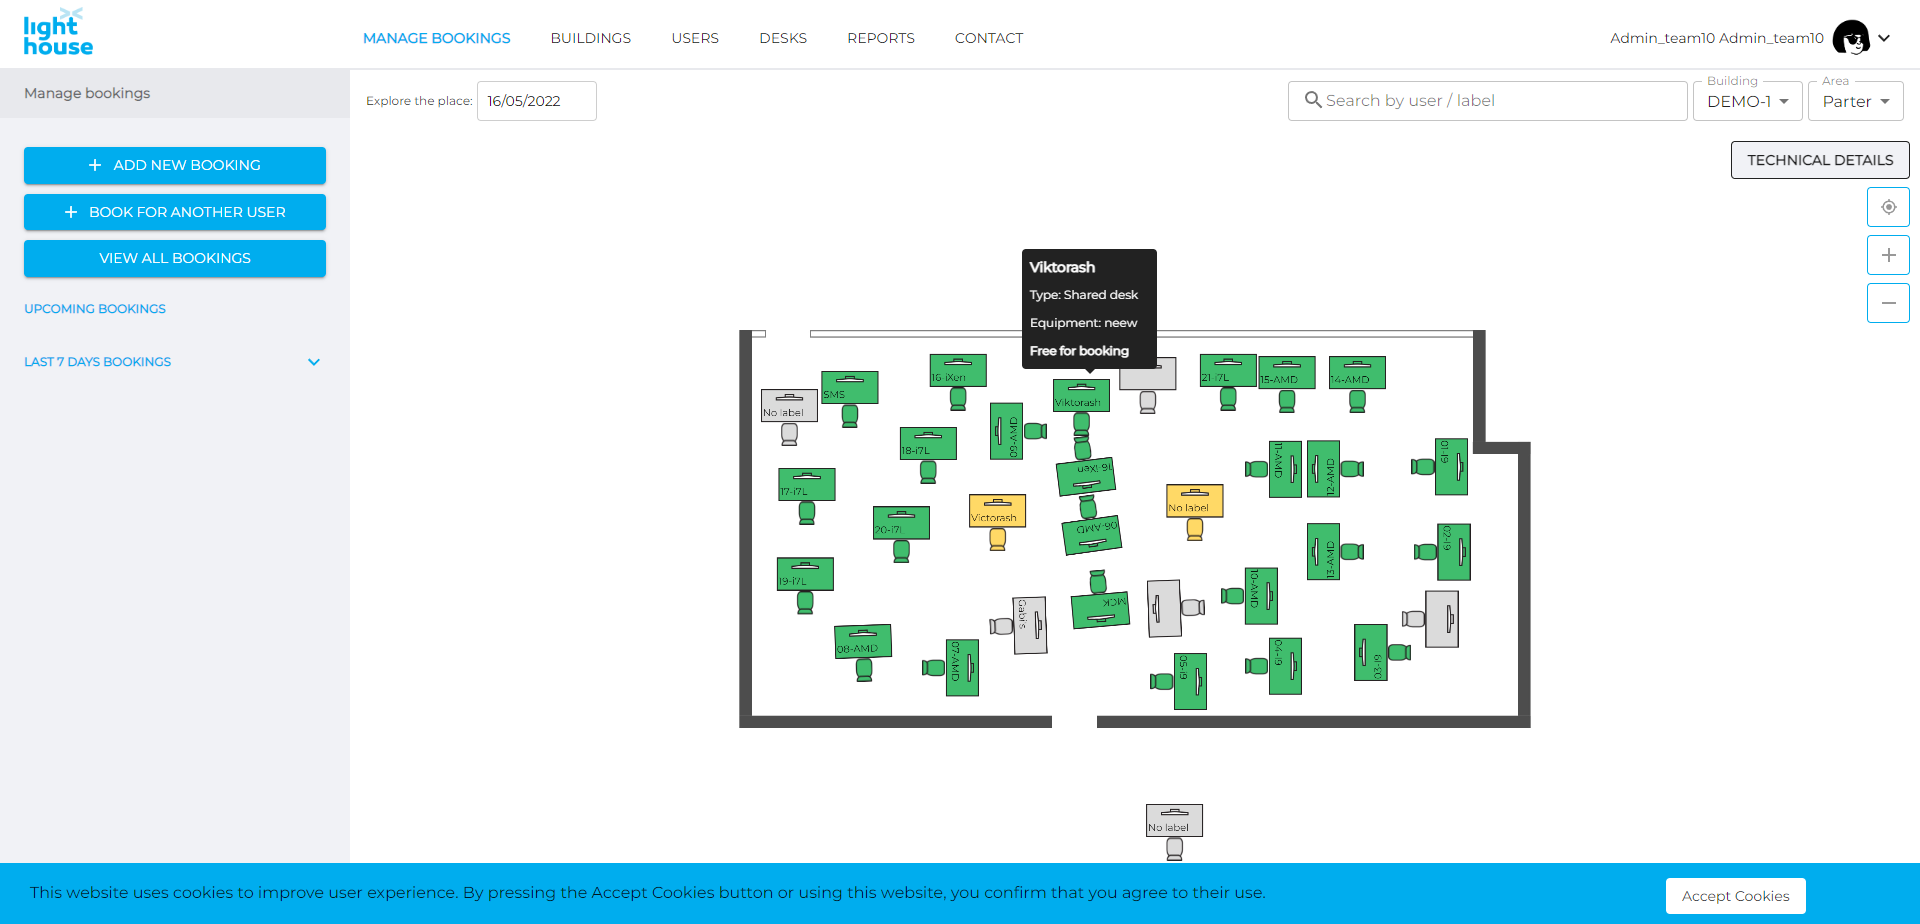 light
house
MANAGE BOOKINGS
BUILDINGS
USERS
DESKS
REPORTS
CONTACT
Admin_team10 Admin_team10
Manage bookings
Explore the place:
16/05/2022
Search by user / label
Building
DEMO-1
Area
Parter
ADD NEW BOOKING
BOOK FOR ANOTHER USER
VIEW ALL BOOKINGS
UPCOMING BOOKINGS
LAST 7 DAYS BOOKINGS
TECHNICAL DETAILS
Viktorash
Type: Shared desk
Equipment: neew
Free for booking
16-iXen
21-i7L
15-AMD
14-AMD
SMS
No label
Viktorash
09-AMD
18-i7L
16-iXen
11-AMD
12-AMD
01-i9
17-i7L
Victorash
No label
20-i7L
06-AMD
13-AMD
02-i9
19-i7L
10-AMD
MCK
Gabi's
08-AMD
07-AMD
05-i9
04-i9
03-i9
No label
This website uses cookies to improve user experience. By pressing the Accept Cookies button or using this website, you confirm that you agree to their use.
Accept Cookies